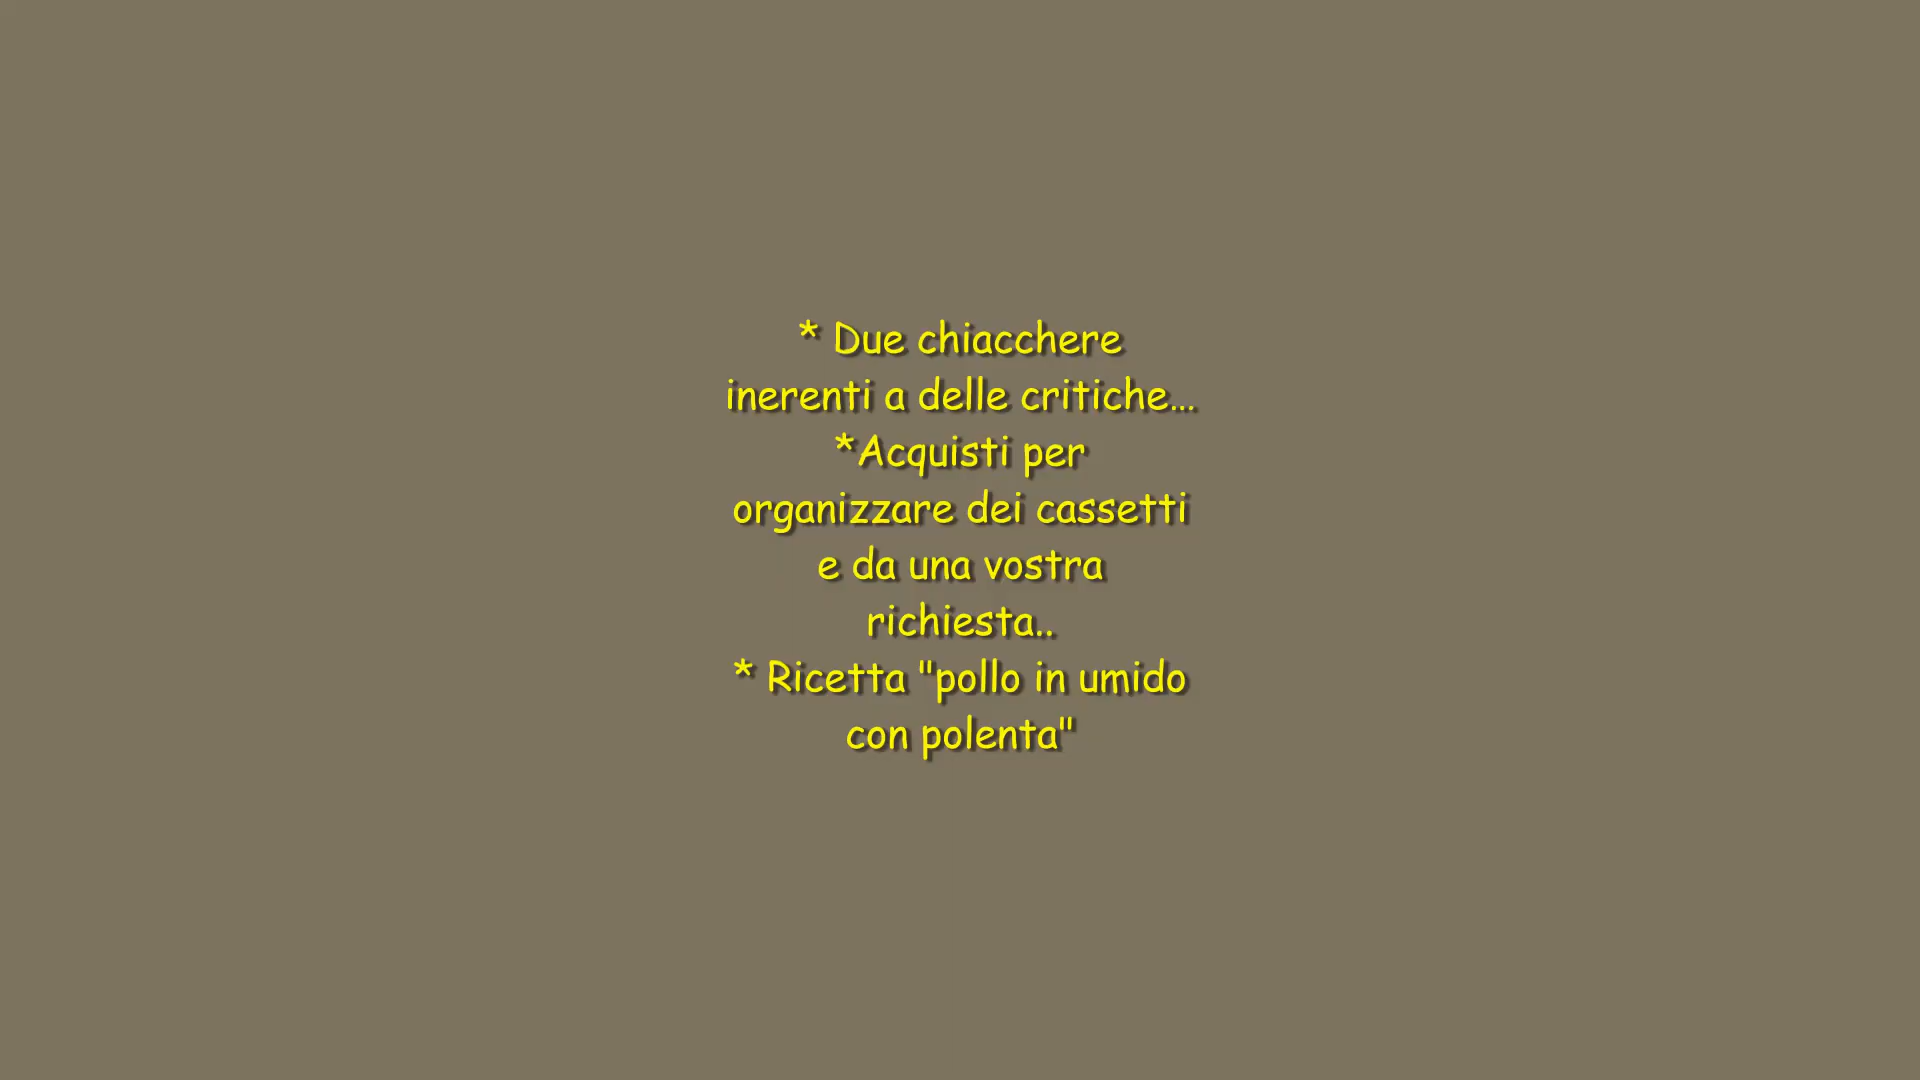 * Due chiacchere
inerenti a delle critiche...
*Acquisti per
organizzare dei cassetti
e da una vostra
richiesta..
* Ricetta "pollo in umido
con polenta"